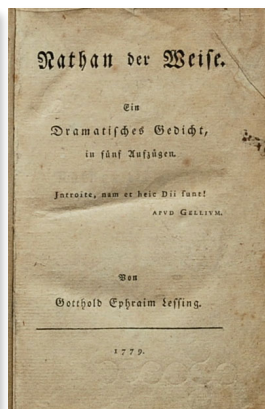 Nathan der Weise.
Ein
Dramatisches Gedicht,
in fünf Aufzügen.
Introite, nam et heic Dii sunt!
APVD GELLIVM.
Von
Gotthold Ephraim Lessing.
1779.